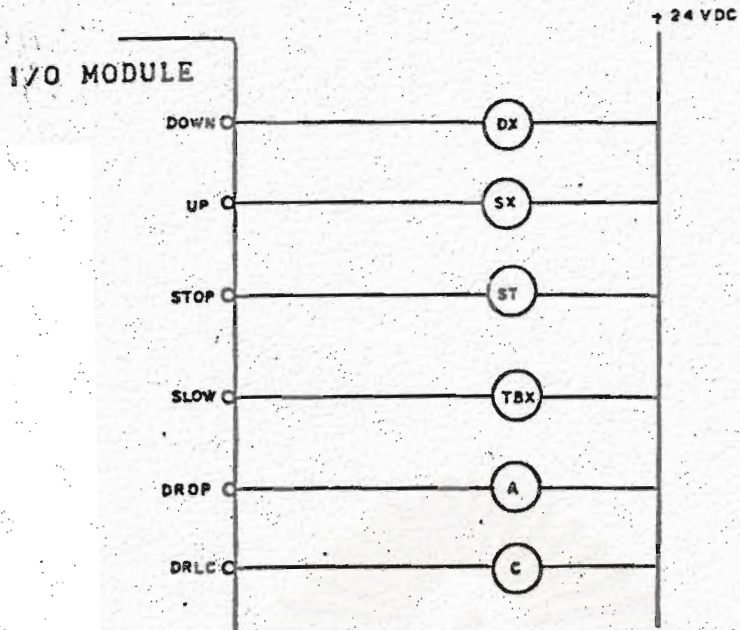 + 24 VDC
I/O MODULE
DOWN DX
UP SX
STOP ST
SLOW TBX
DROP A
DRLC C